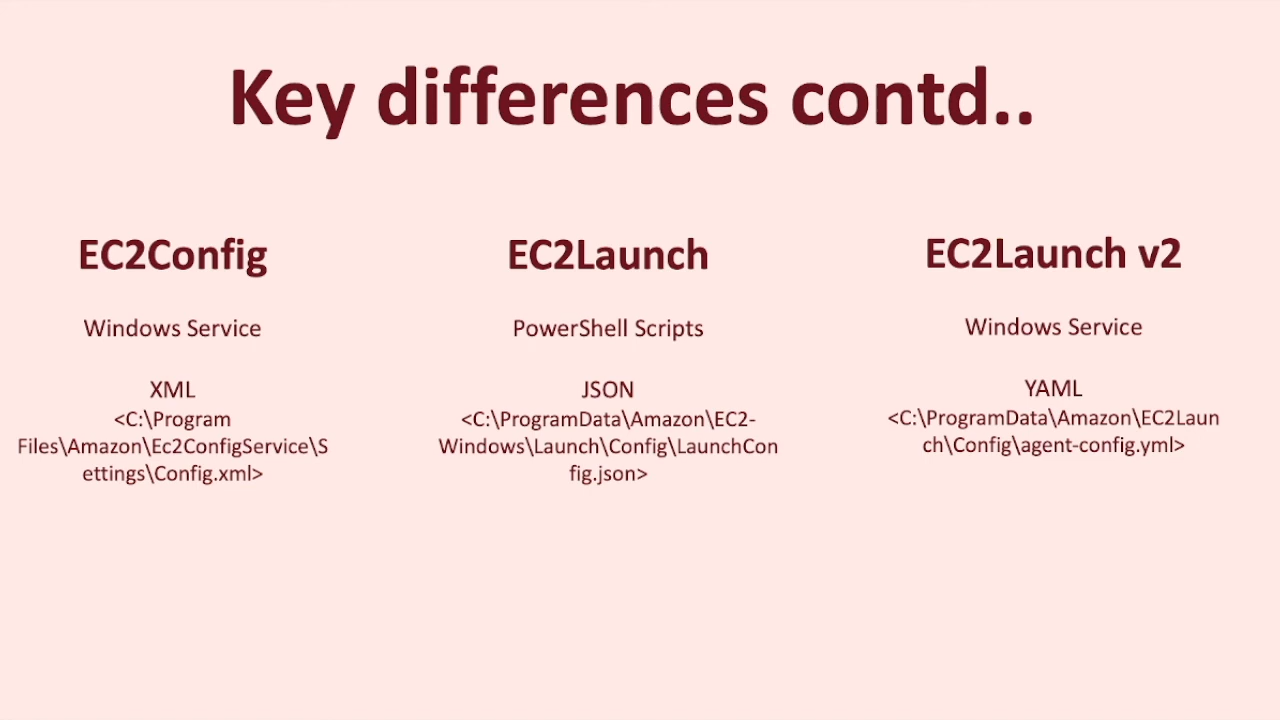 Key differences contd..
EC2Config
Windows Service
XML
<C:\Program
Files\Amazon\Ec2ConfigService\S
ettings\Config.xml>
EC2Launch
PowerShell Scripts
JSON
<C:\ProgramData\Amazon\EC2-
Windows\Launch\Config\LaunchCon
fig.json>
EC2Launch v2
Windows Service
YAML
<C:\ProgramData\Amazon\EC2Laun
ch\Config\agent-config.yml>